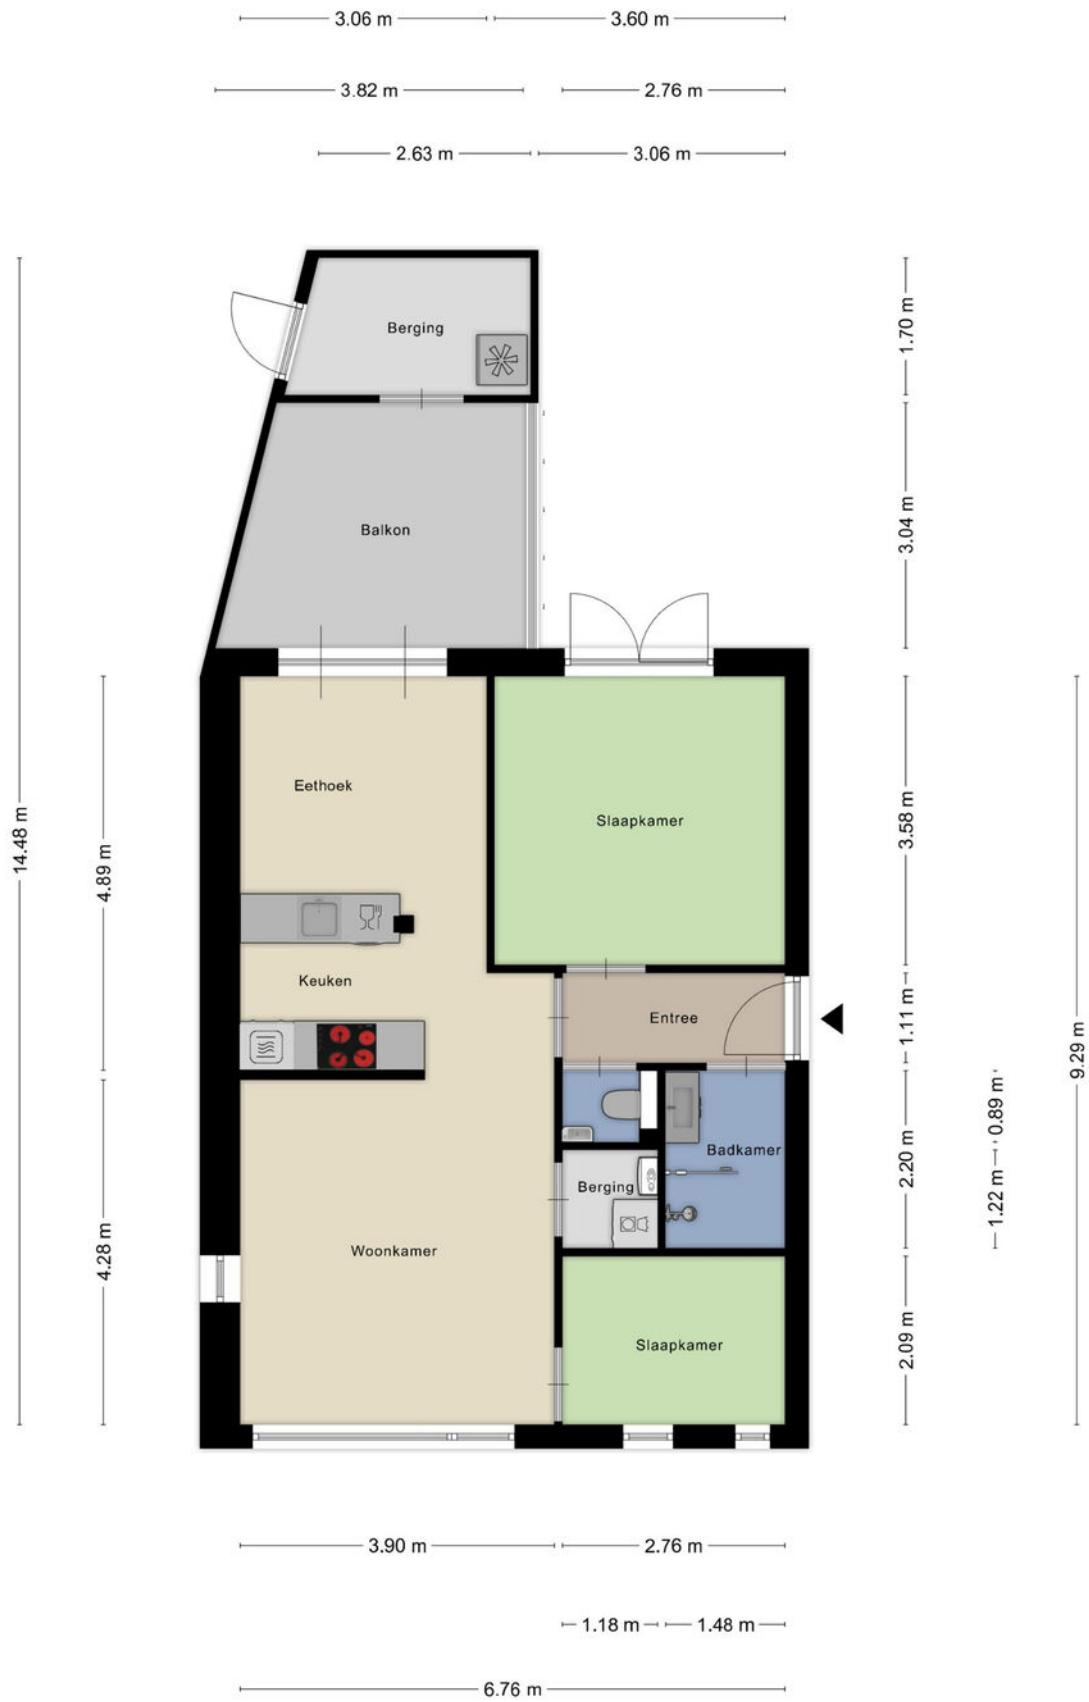 3.06 m 3.60 m
3.82 m 2.76 m
2.63 m 3.06 m
Berging
1.70 m
Balkon
3.04 m
14.48 m
4.89 m
Eethoek
Slaapkamer
3.58 m
Keuken
Entree
1.11 m
9.29 m
0.89 m
Badkamer
2.20 m
Berging
1.22 m
4.28 m
Woonkamer
Slaapkamer
2.09 m
3.90 m 2.76 m
1.18 m 1.48 m
6.76 m